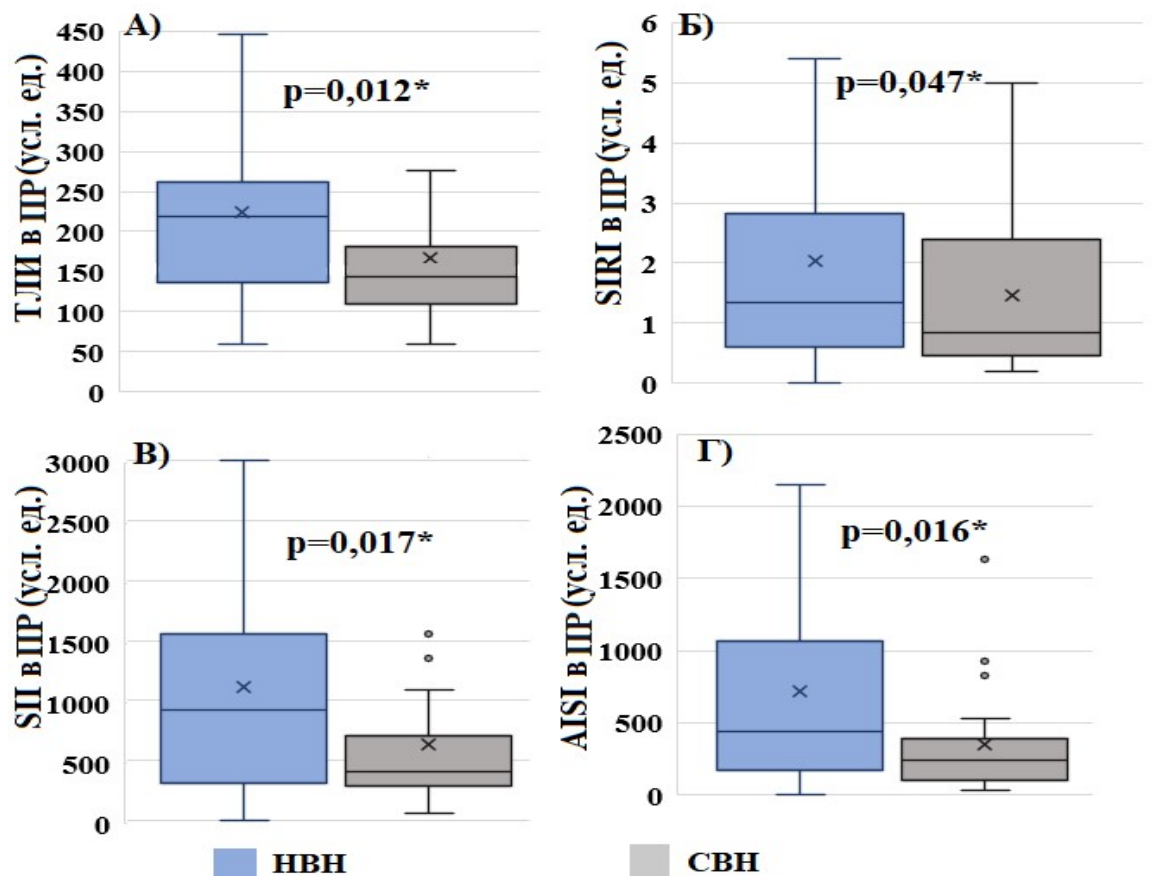 А)
ТЛИ в ПР (усл. ед.)
450
400
350
300
250
200
150
100
50
0
p=0,012*
Б)
SIRI в ПР (усл. ед.)
6
5
4
3
2
1
0
p=0,047*
В)
SII в ПР (усл. ед.)
3000
2500
2000
1500
1000
500
0
p=0,017*
Г)
AISI в ПР (усл. ед.)
2500
2000
1500
1000
500
0
p=0,016*
НВН
СВН